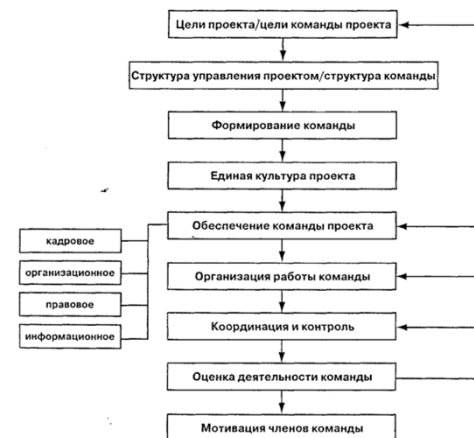 Цели проекта/цели команды проекта
Структура управления проектом/структура команды
Формирование команды
Единая культура проекта
Обеспечение команды проекта
кадровое
организационное
правовое
информационное
Организация работы команды
Координация и контроль
Оценка деятельности команды
Мотивация членов команды